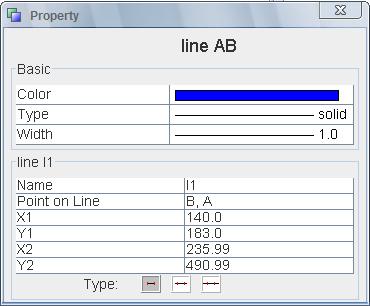 Property
line AB
Basic
Color
Type solid
Width 1.0
line l1
Name l1
Point on Line B, A
X1 140.0
Y1 183.0
X2 235.99
Y2 490.99
Type: